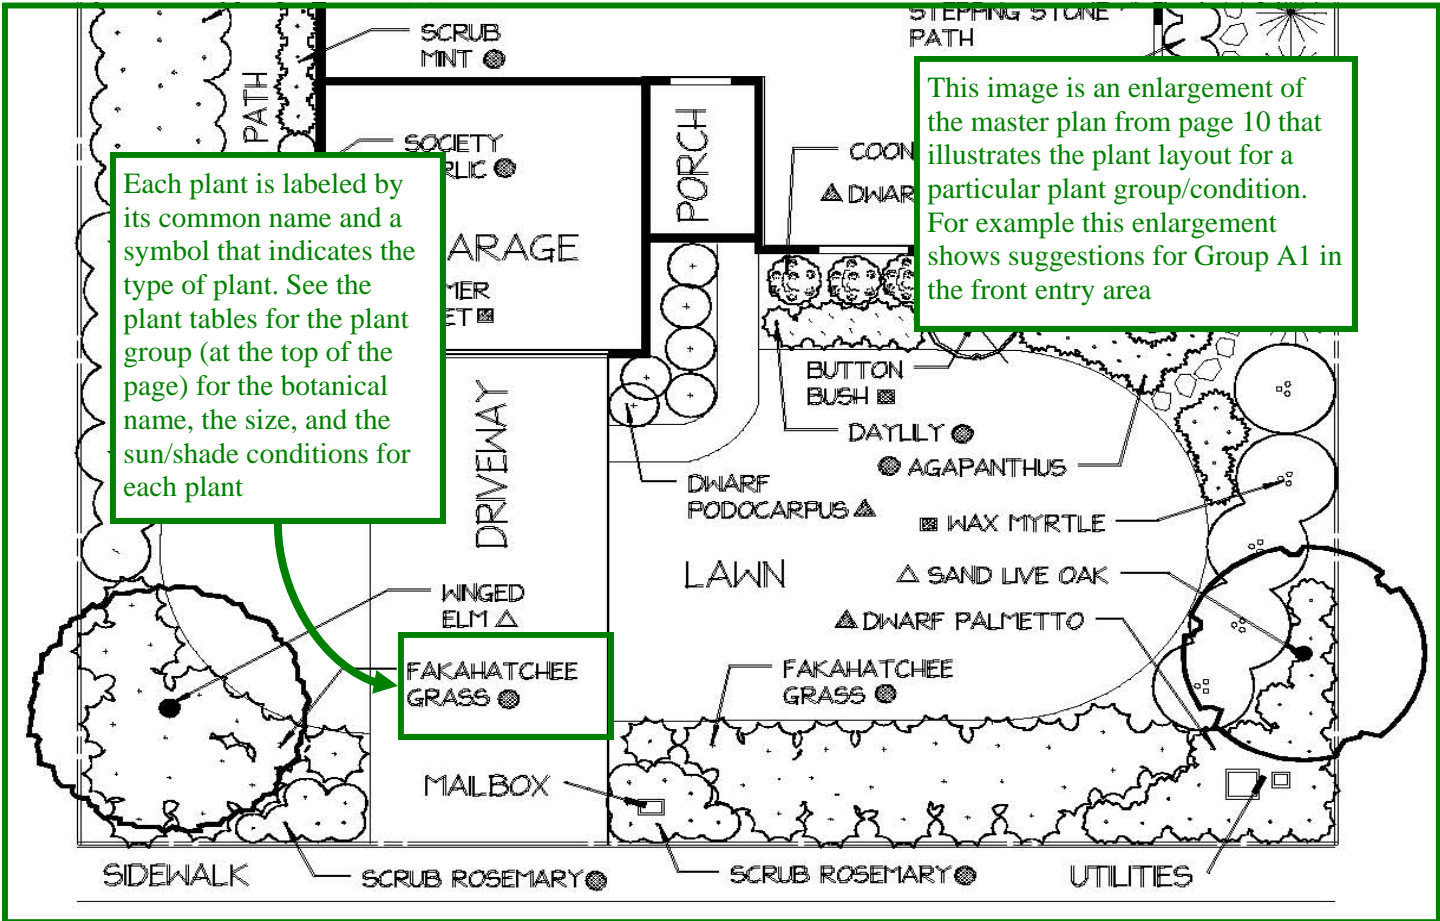 STEPPING STONE
PATH
SCRUB
MINT
PATH
SOCIETY
PORCH
This image is an enlargement of
the master plan from page 10 that
illustrates the plant layout for a
particular plant group/condition.
For example this enlargement
shows suggestions for Group A1 in
the front entry area
COON
DWAR
Each plant is labeled by
its common name and a
symbol that indicates the
type of plant. See the
plant tables for the plant
group (at the top of the
page) for the botanical
name, the size, and the
sun/shade conditions for
each plant
RLIC
ARAGE
MER
ET
BUTTON
BUSH
DRIVEWAY
DAYLILY
AGAPANTHUS
DWARF
PODOCARPUS
WAX MYRTLE
LAWN
SAND LIVE OAK
WINGED
ELM
DWARF PALMETTO
FAKAHATCHEE
GRASS
FAKAHATCHEE
GRASS
MAILBOX
SIDEWALK
SCRUB ROSEMARY
SCRUB ROSEMARY
UTILITIES